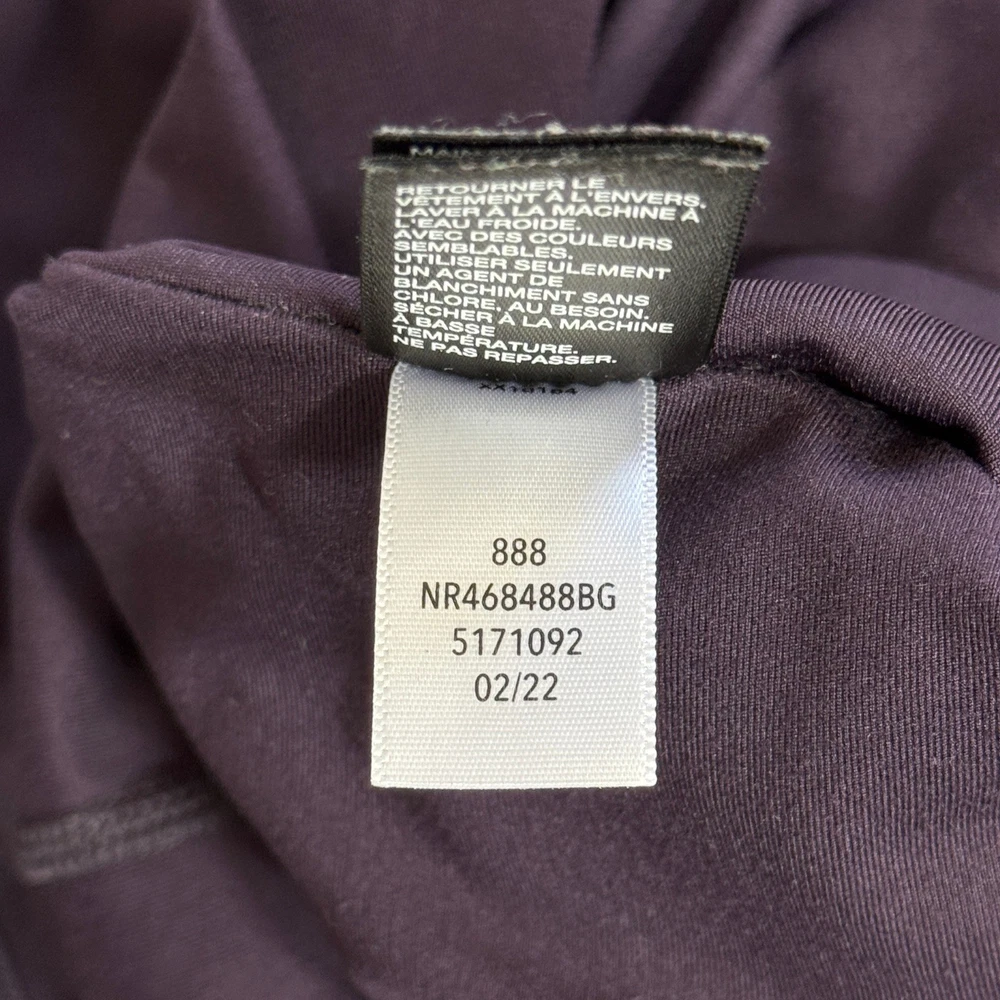 RETOURNER LE
VÊTEMENT À L'ENVERS.
LAVER À LA MACHINE À
L'EAU FROIDE.
AVEC DES COULEURS
SEMBLABLES.
UTILISER SEULEMENT
UN AGENT DE
BLANCHIMENT SANS
CHLORE, AU BESOIN.
SÉCHER À LA MACHINE
À BASSE
TEMPÉRATURE.
NE PAS REPASSER.
888
NR468488BG
5171092
02/22